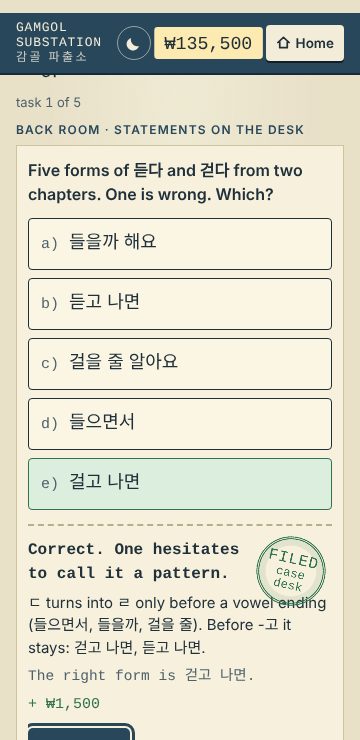 GAMGOL
SUBSTATION
감골 파출소
₩135,500
Home
task 1 of 5
BACK ROOM · STATEMENTS ON THE DESK
Five forms of 듣다 and 걷다 from two
chapters. One is wrong. Which?
a) 들을까 해요
b) 듣고 나면
c) 걸을 줄 알아요
d) 들으면서
e) 걸고 나면
Correct. One hesitates
to call it a pattern.
FILED
case
desk
ㄷ turns into ㄹ only before a vowel ending
(들으면서, 들을까, 걸을 줄). Before -고 it
stays: 걷고 나면, 듣고 나면.
The right form is 걷고 나면.
+ ₩1,500